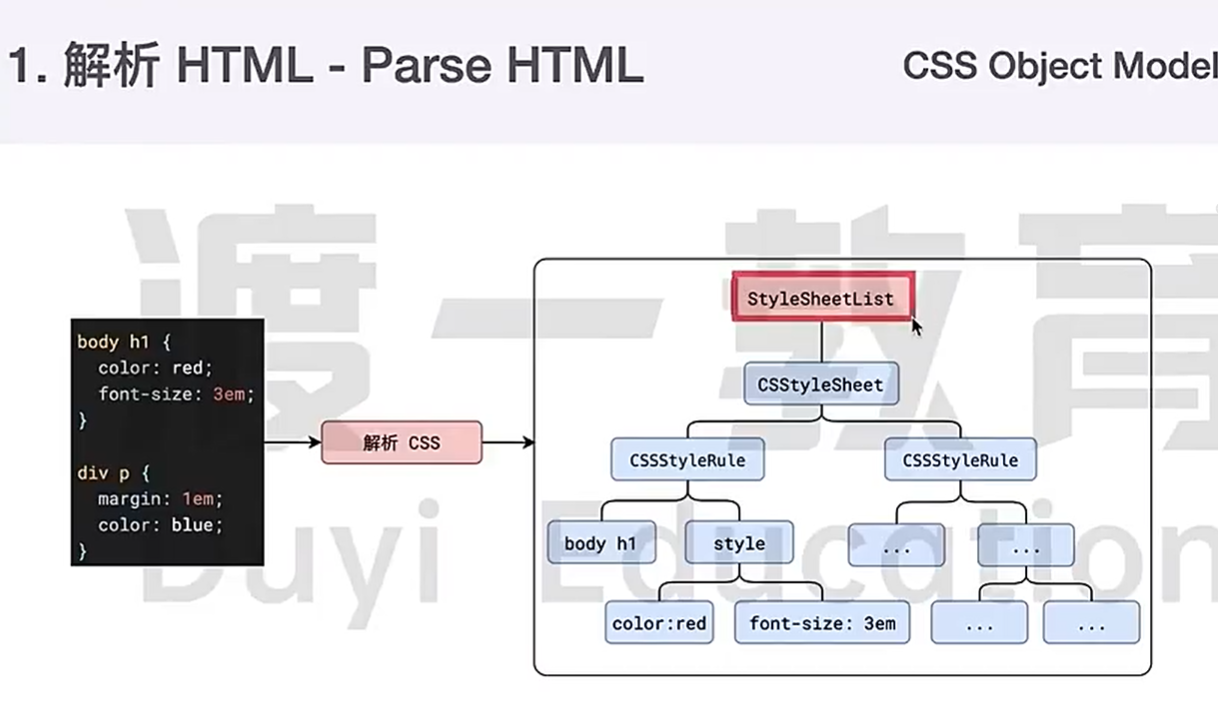 1. 解析 HTML - Parse HTML
CSS Object Model
渡一教育
Duyi Education
body h1 {
color: red;
font-size: 3em;
}
div p {
margin: 1em;
color: blue;
}
解析 CSS
StyleSheetList
CSStyleSheet
CSSStyleRule
CSSStyleRule
body h1
style
...
...
color:red
font-size: 3em
...
...